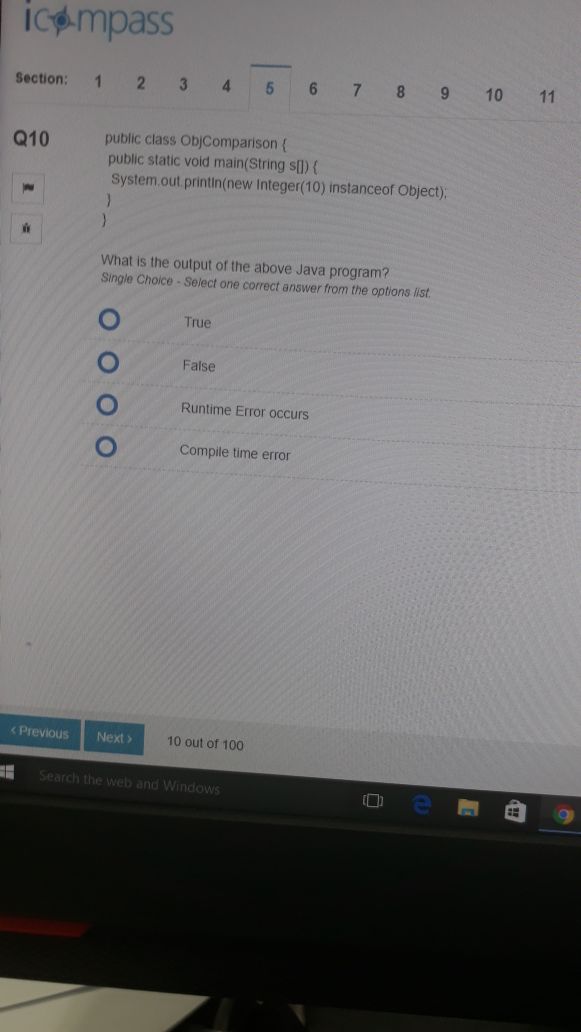 icompass
Section: 1 2 3 4 5 6 7 8 9 10 11
Q10
public class ObjComparison {
public static void main(String s[]) {
System.out.println(new Integer(10) instanceof Object);
}
}
What is the output of the above Java program?
Single Choice - Select one correct answer from the options list.
True
False
Runtime Error occurs
Compile time error
< Previous Next > 10 out of 100
Search the web and Windows